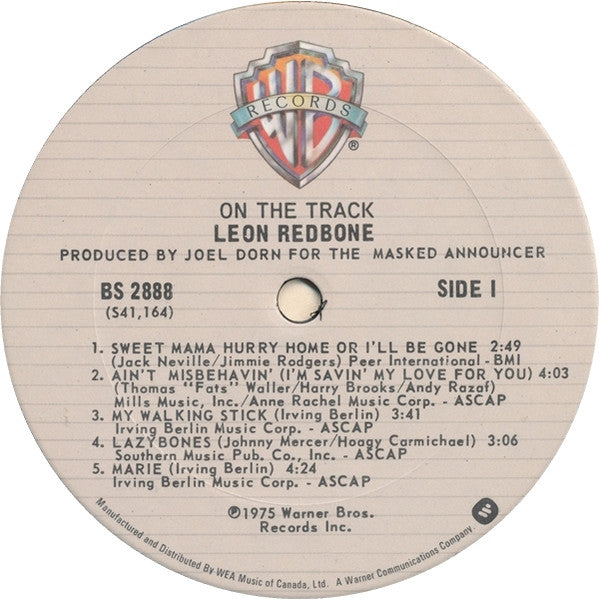 WB
RECORDS
®
ON THE TRACK
LEON REDBONE
PRODUCED BY JOEL DORN FOR THE MASKED ANNOUNCER
BS 2888 SIDE 1
(S41,164)
1. SWEET MAMA HURRY HOME OR I'LL BE GONE 2:49
(Jack Neville/Jimmie Rodgers) Peer International - BMI
2. AIN'T MISBEHAVIN' (I'M SAVIN' MY LOVE FOR YOU) 4:03
(Thomas "Fats" Waller/Harry Brooks/Andy Razaf)
Mills Music, Inc./Anne Rachel Music Corp. - ASCAP
3. MY WALKING STICK (Irving Berlin) 3:41
Irving Berlin Music Corp. - ASCAP
4. LAZYBONES (Johnny Mercer/Hoagy Carmichael) 3:06
Southern Music Pub. Co., Inc. - ASCAP
5. MARIE (Irving Berlin) 4:24
Irving Berlin Music Corp. - ASCAP
℗1975 Warner Bros.
Records Inc.
Manufactured and Distributed By WEA Music of Canada, Ltd. A Warner Communications Company.